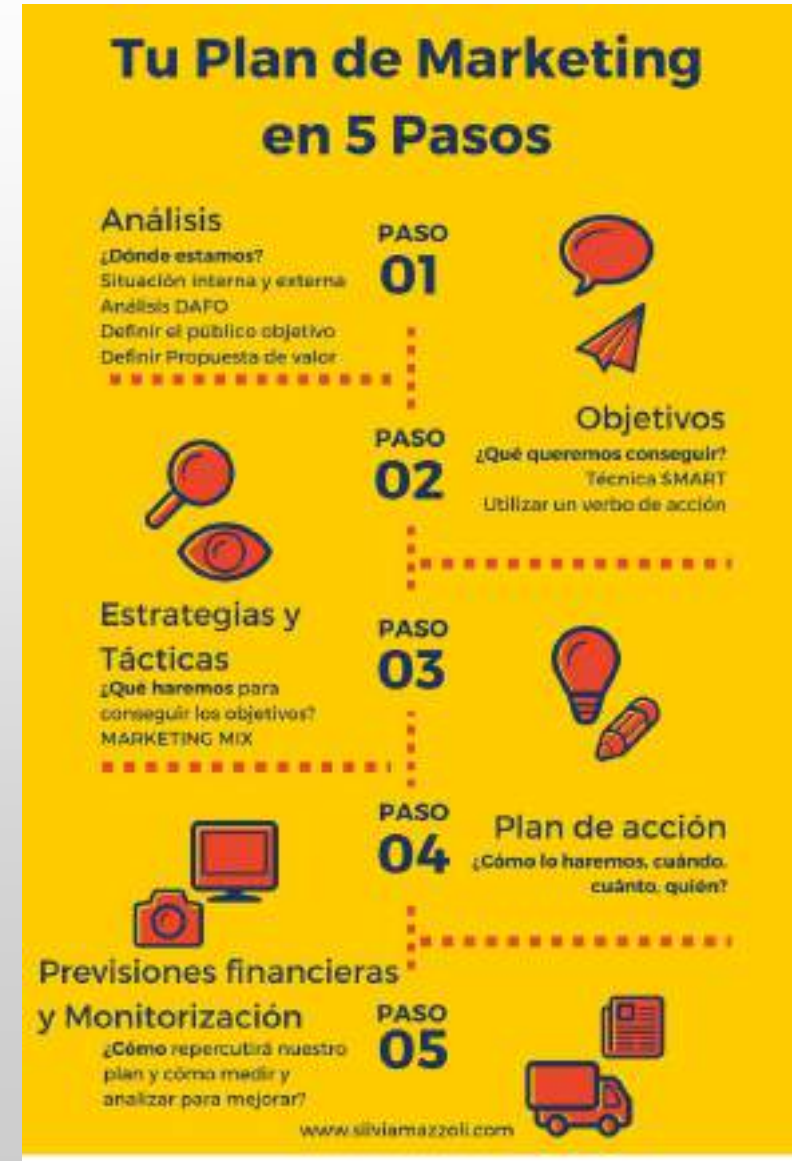 Tu Plan de Marketing
en 5 Pasos
Análisis
¿Dónde estamos?
Situación interna y externa
Análisis DAFO
Definir el público objetivo
Definir Propuesta de valor
PASO
01
PASO
02
Objetivos
¿Qué queremos conseguir?
Técnica SMART
Utilizar un verbo de acción
Estrategias y
Tácticas
¿Qué haremos para
conseguir los objetivos?
MARKETING MIX
PASO
03
PASO
04
Plan de acción
¿Cómo lo haremos, cuándo,
cuánto, quién?
Previsiones financieras
y Monitorización
¿Cómo repercutirá nuestro
plan y cómo medir y
analizar para mejorar?
PASO
05
www.silviamazzoli.com